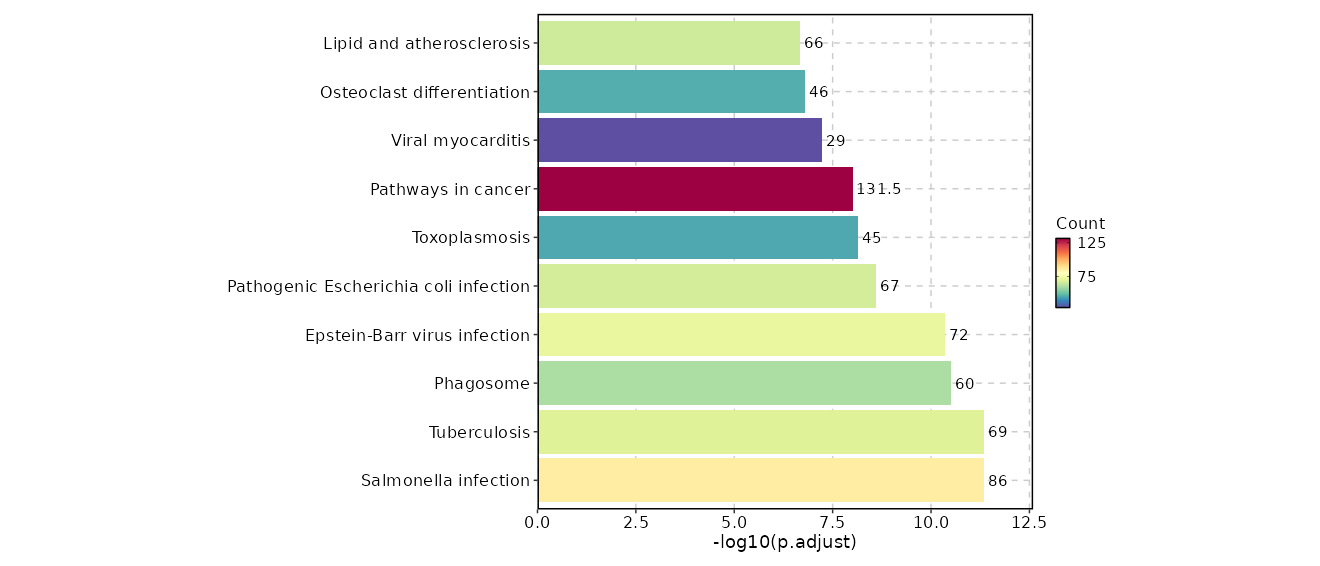 Lipid and atherosclerosis
66
Osteoclast differentiation
46
Viral myocarditis
29
Pathways in cancer
131.5
Toxoplasmosis
45
Pathogenic Escherichia coli infection
67
Epstein-Barr virus infection
72
Phagosome
60
Tuberculosis
69
Salmonella infection
86
0.0 2.5 5.0 7.5 10.0 12.5
-log10(p.adjust)
Count
125
75